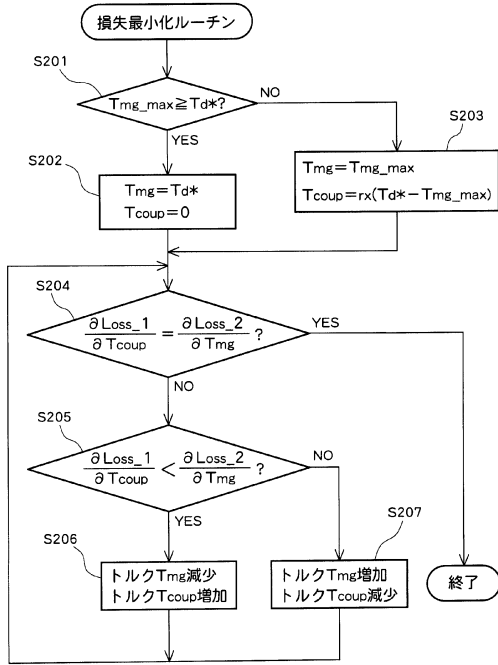 損失最小化ルーチン
S201
Tmg_max≧Td*?
NO
YES
S202
Tmg=Td*
Tcoup=0
S203
Tmg=Tmg_max
Tcoup=rx(Td*−Tmg_max)
S204
∂Loss_1/∂Tcoup = ∂Loss_2/∂Tmg ?
YES
NO
S205
∂Loss_1/∂Tcoup < ∂Loss_2/∂Tmg ?
NO
YES
S206
トルクTmg減少
トルクTcoup増加
S207
トルクTmg増加
トルクTcoup減少
終了